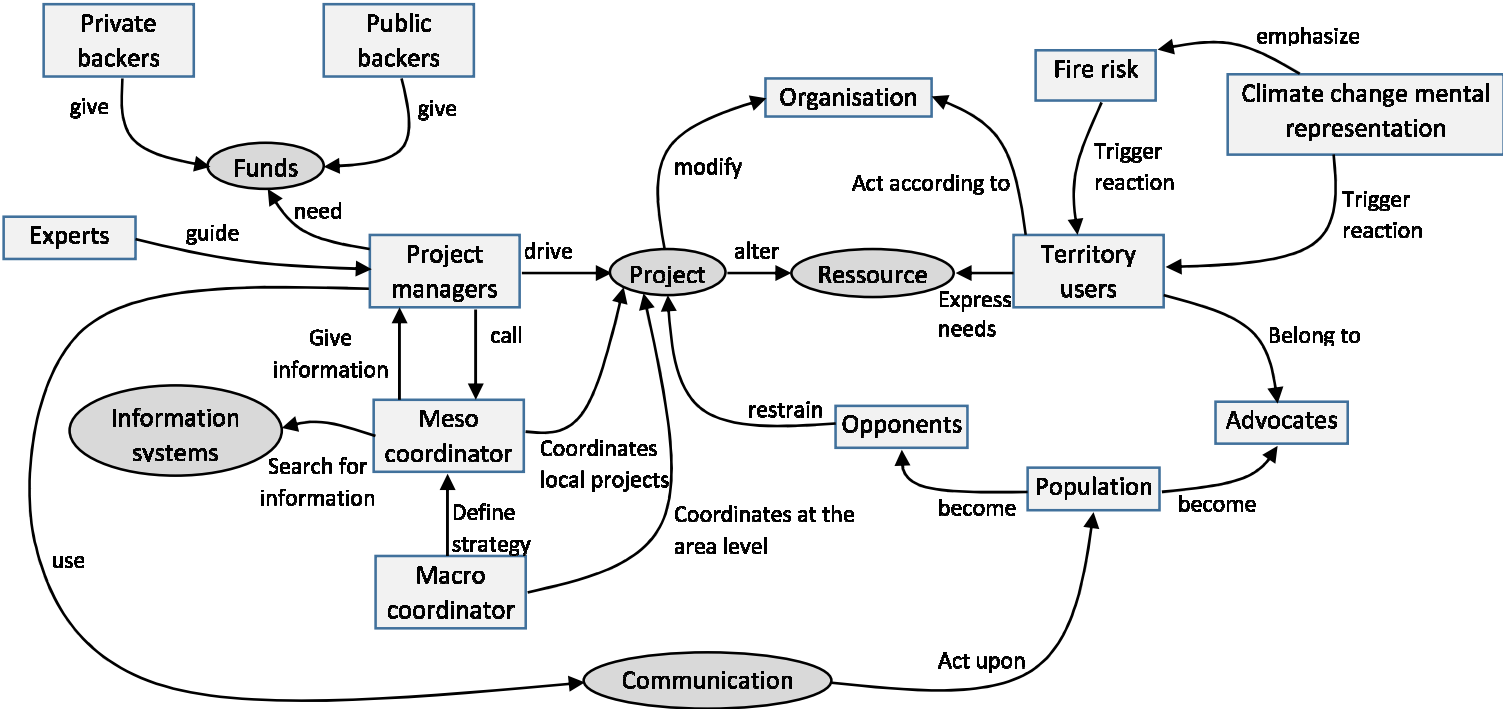 Private
backers
Public
backers
give
give
Funds
need
Experts
guide
Project
managers
drive
Project
alter
Ressource
modify
Organisation
Act according to
Fire risk
emphasize
Climate change mental
representation
Trigger
reaction
Trigger
reaction
Territory
users
Express
needs
Belong to
Give
information
call
Information
systems
Search for
information
Meso
coordinator
Coordinates
local projects
restrain
Opponents
Advocates
Population
become
become
Define
strategy
Macro
coordinator
Coordinates at the
area level
use
Communication
Act upon